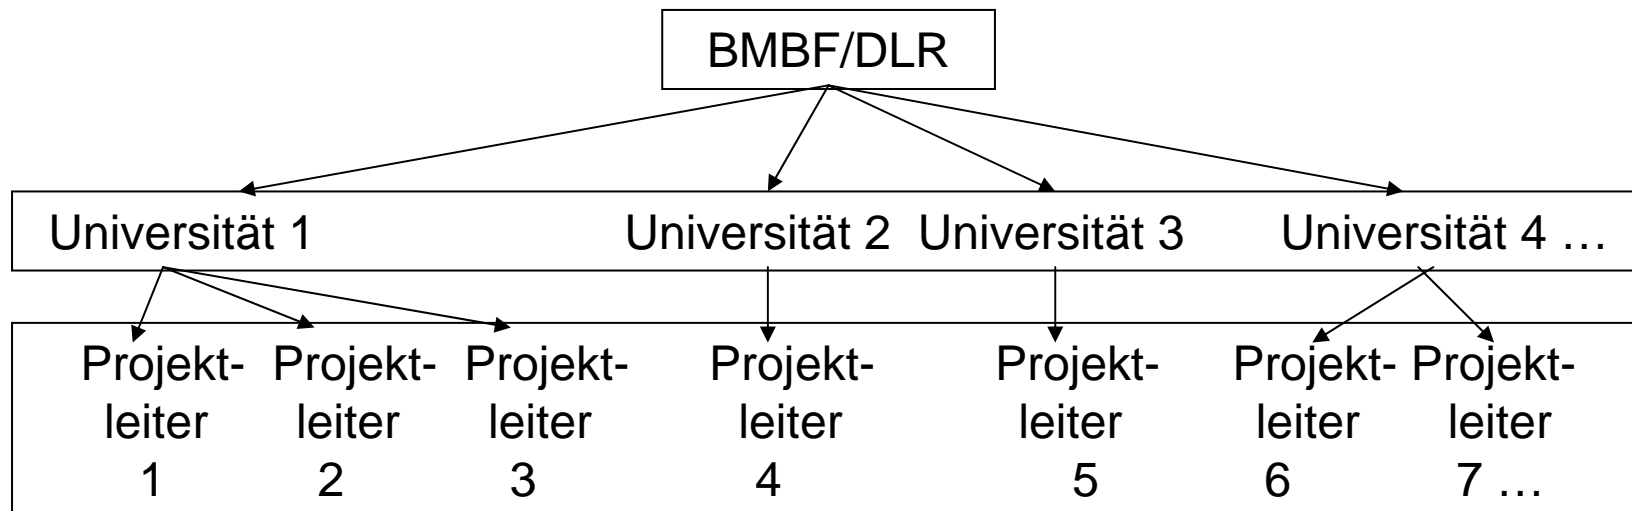 BMBF/DLR
Universität 1 Universität 2 Universität 3 Universität 4 …
Projekt- Projekt- Projekt- Projekt- Projekt- Projekt- Projekt-
leiter leiter leiter leiter leiter leiter leiter
1 2 3 4 5 6 7 …